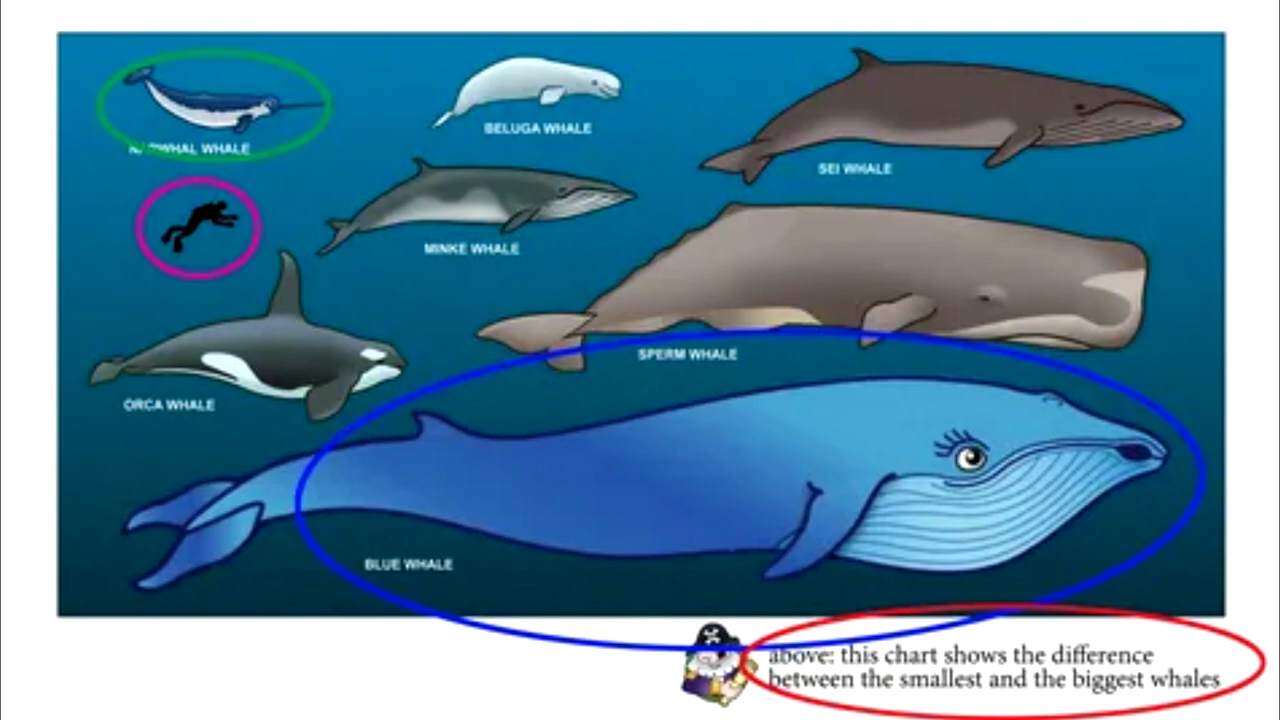 WHALE
BELUGA WHALE
SEI WHALE
MINKE WHALE
SPERM WHALE
ORCA WHALE
BLUE WHALE
above: this chart shows the difference
between the smallest and the biggest whales